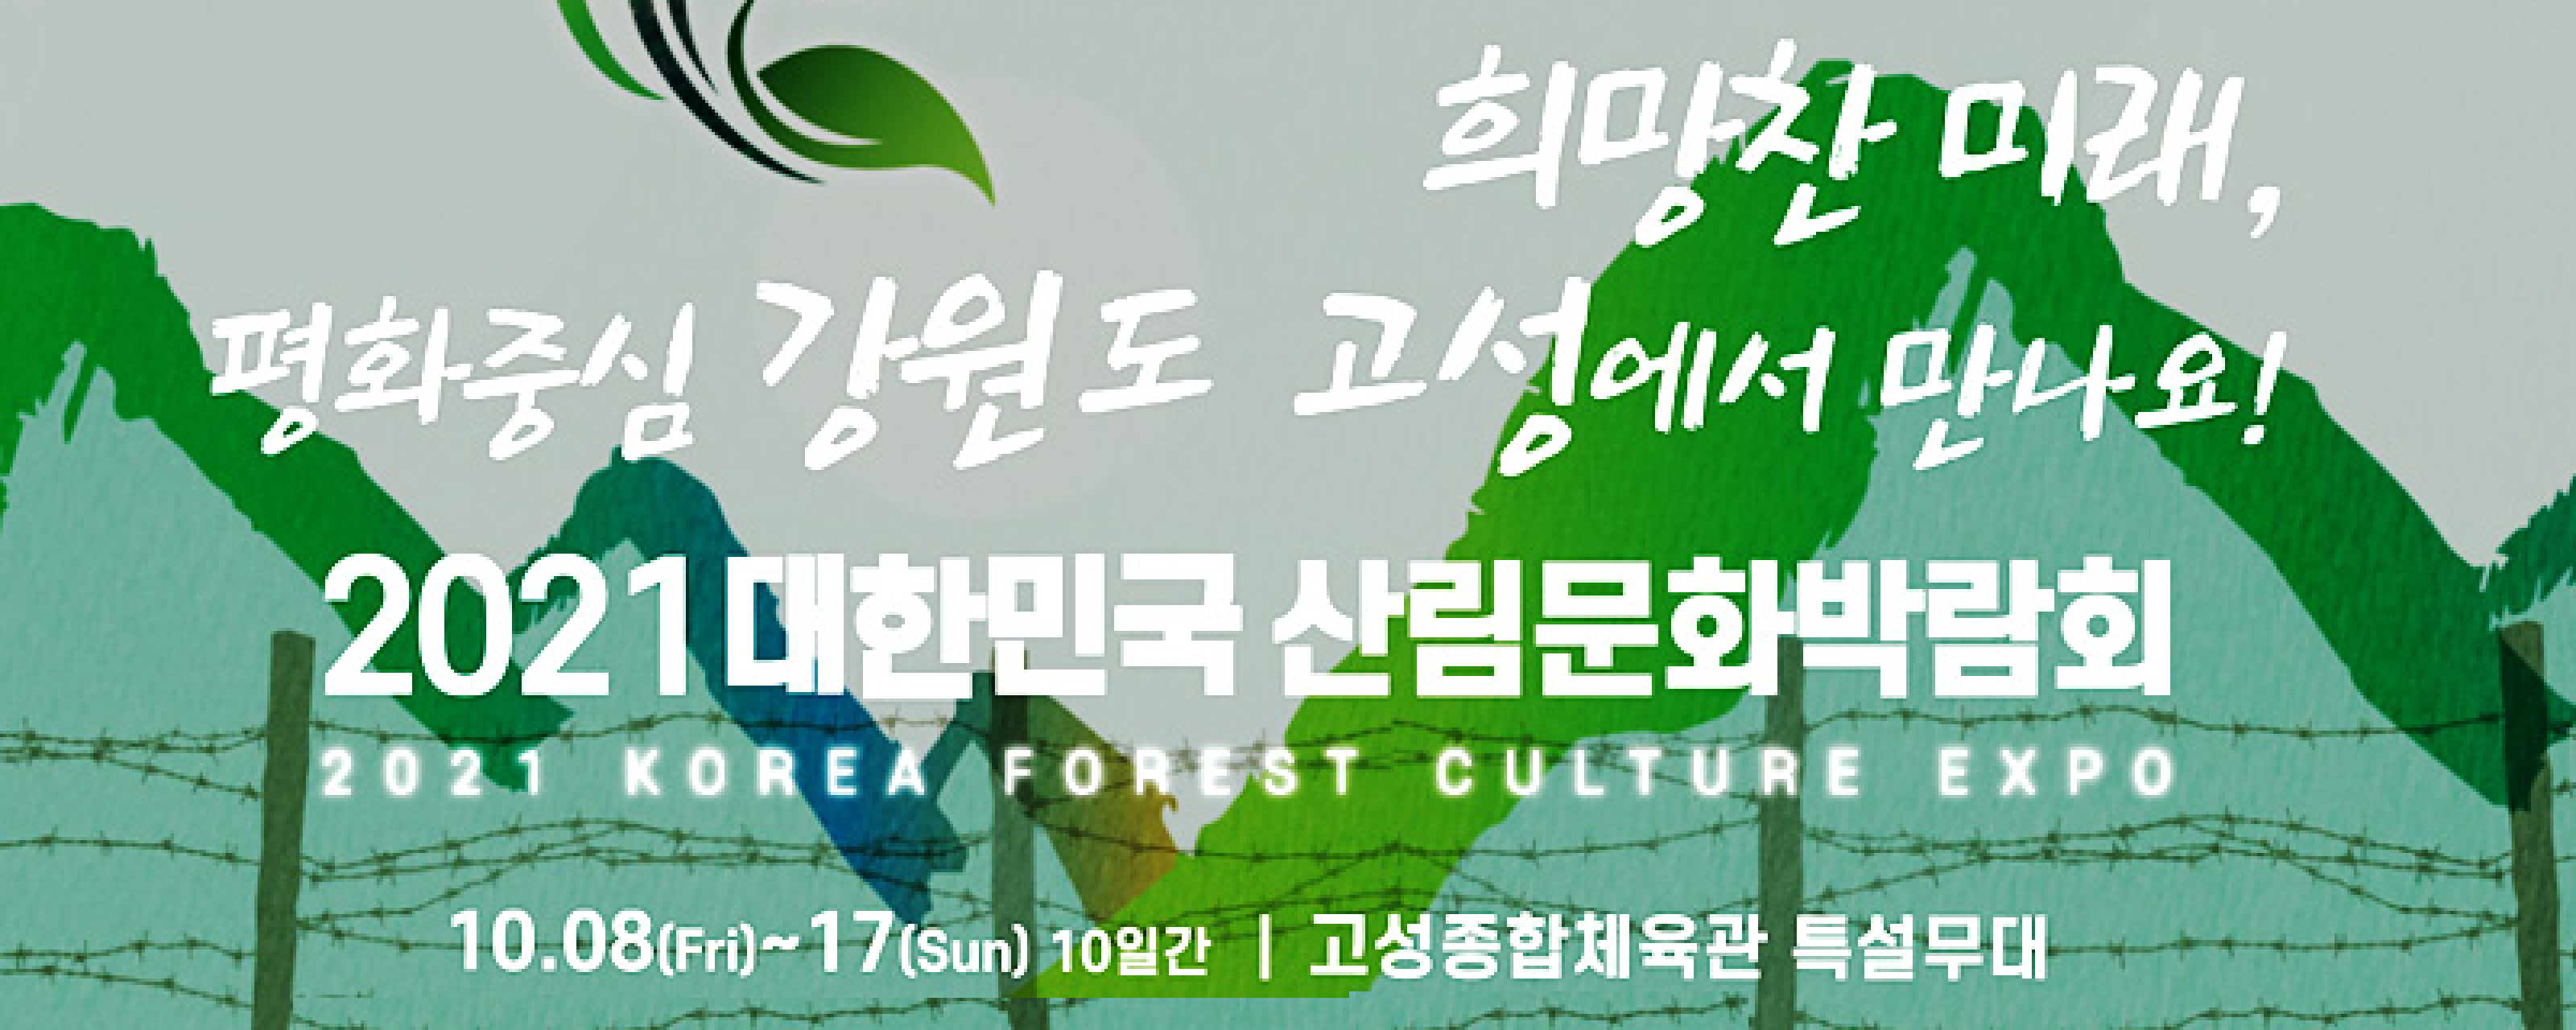 희망찬 미래,
평화중심 강원도 고성에서 만나요!
2021 대한민국 산림문화박람회
2021 KOREA FOREST CULTURE EXPO
10.08(Fri)~17(Sun) 10일간 | 고성종합체육관 특설무대